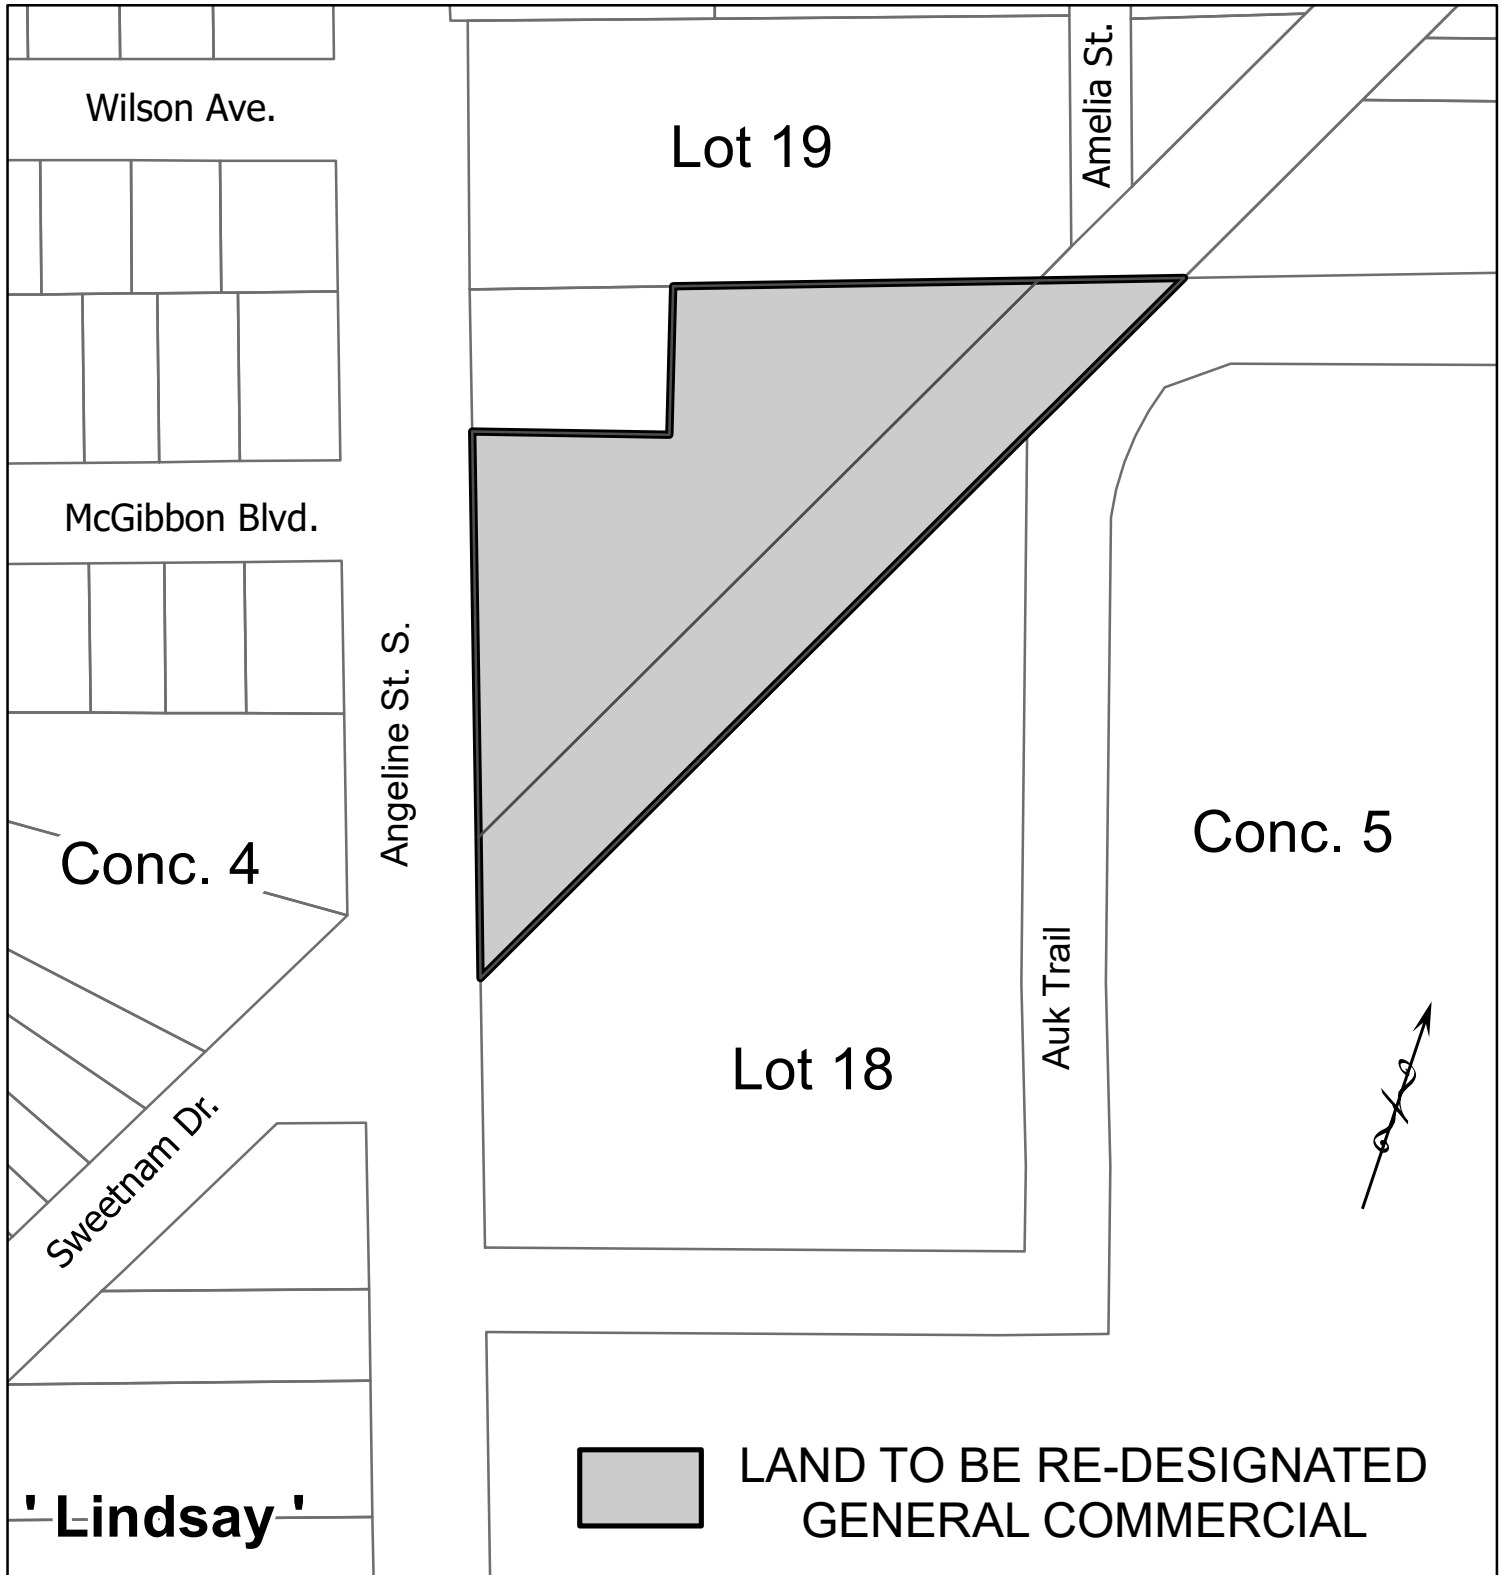 Wilson Ave.
Lot 19
Amelia St.
McGibbon Blvd.
Angeline St. S.
Conc. 4
Conc. 5
Auk Trail
Lot 18
Sweetnam Dr.
' Lindsay '
LAND TO BE RE-DESIGNATED
GENERAL COMMERCIAL